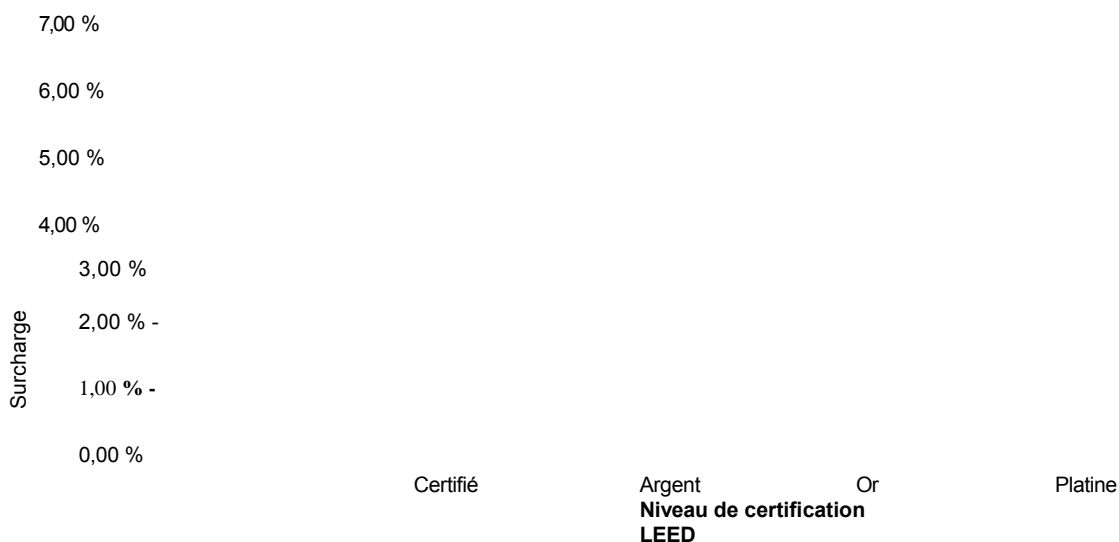 7,00 %
6,00 %
5,00 %
4,00 %
3,00 %
2,00 % -
1,00 % -
0,00 %
Surcharge
Certifié Argent Or Platine
Niveau de certification
LEED